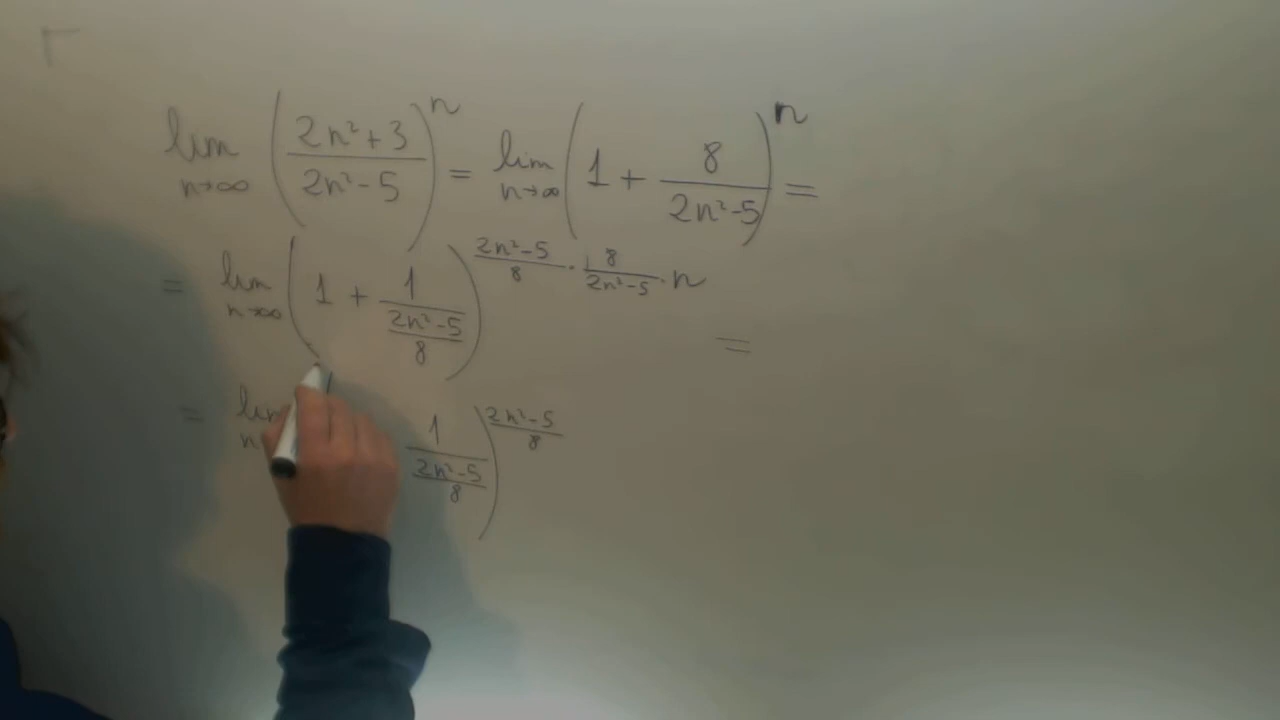 lim n→∞ ( (2n²+3)/(2n²-5) )^n = lim n→∞ ( 1 + 8/(2n²-5) )^n =
= lim n→∞ ( 1 + 1/((2n²-5)/8) )^((2n²-5)/8 · 8/(2n²-5) · n) =
= lim n 1/((2n²-5)/8) )^((2n²-5)/8)